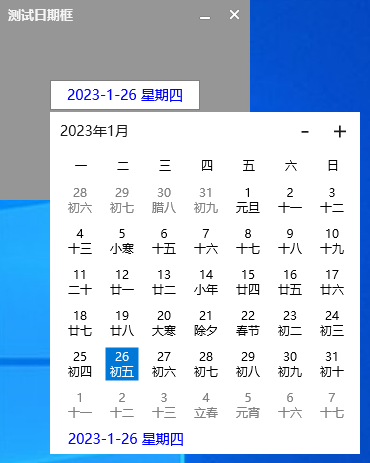 测试日期框
2023-1-26 星期四
2023年1月 - +
一 二 三 四 五 六 日
28 29 30 31 1 2 3
初六 初七 腊八 初九 元旦 十一 十二
4 5 6 7 8 9 10
十三 小寒 十五 十六 十七 十八 十九
11 12 13 14 15 16 17
二十 廿一 廿二 小年 廿四 廿五 廿六
18 19 20 21 22 23 24
廿七 廿八 大寒 除夕 春节 初二 初三
25 26 27 28 29 30 31
初四 初五 初六 初七 初八 初九 初十
1 2 3 4 5 6 7
十一 十二 十三 立春 元宵 十六 十七
2023-1-26 星期四